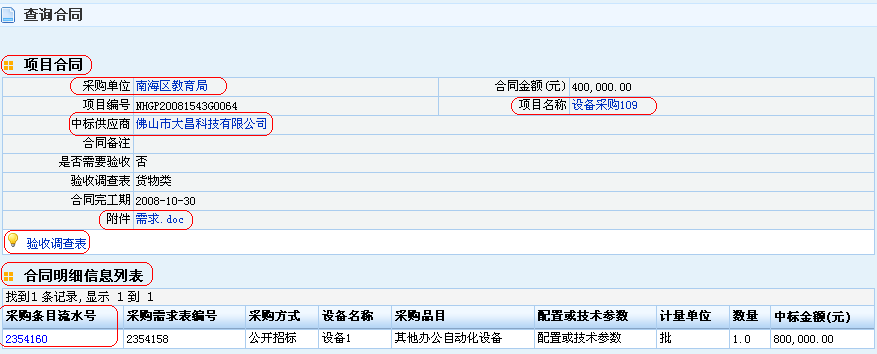 查询合同
项目合同
采购单位 南海区教育局 合同金额(元) 400,000.00
项目编号 NHGP20081543G0064 项目名称 设备采购109
中标供应商 佛山市大昌科技有限公司
合同备注
是否需要验收 否
验收调查表 货物类
合同完工期 2008-10-30
附件 需求.doc
验收调查表
合同明细信息列表
找到1 条记录,显示 1 到 1
采购条目流水号 采购需求表编号 采购方式 设备名称 采购品目 配置或技术参数 计量单位 数量 中标金额(元)
2354160 2354158 公开招标 设备1 其他办公自动化设备 配置或技术参数 批 1.0 800,000.00